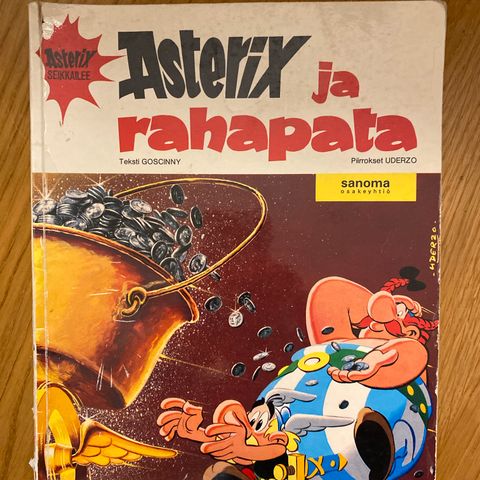 Asterix
SEIKKAILEE
Asterix ja
rahapata
Teksti GOSCINNY
Piirrokset UDERZO
sanoma
osakeyhtiö
UDERZO